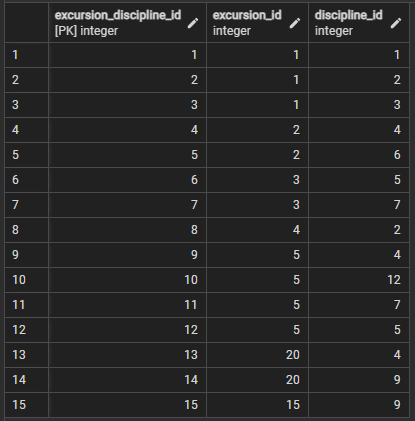 excursion_discipline_id excursion_id discipline_id
[PK] integer integer integer
1 1 1 1
2 2 1 2
3 3 1 3
4 4 2 4
5 5 2 6
6 6 3 5
7 7 3 7
8 8 4 2
9 9 5 4
10 10 5 12
11 11 5 7
12 12 5 5
13 13 20 4
14 14 20 9
15 15 15 9